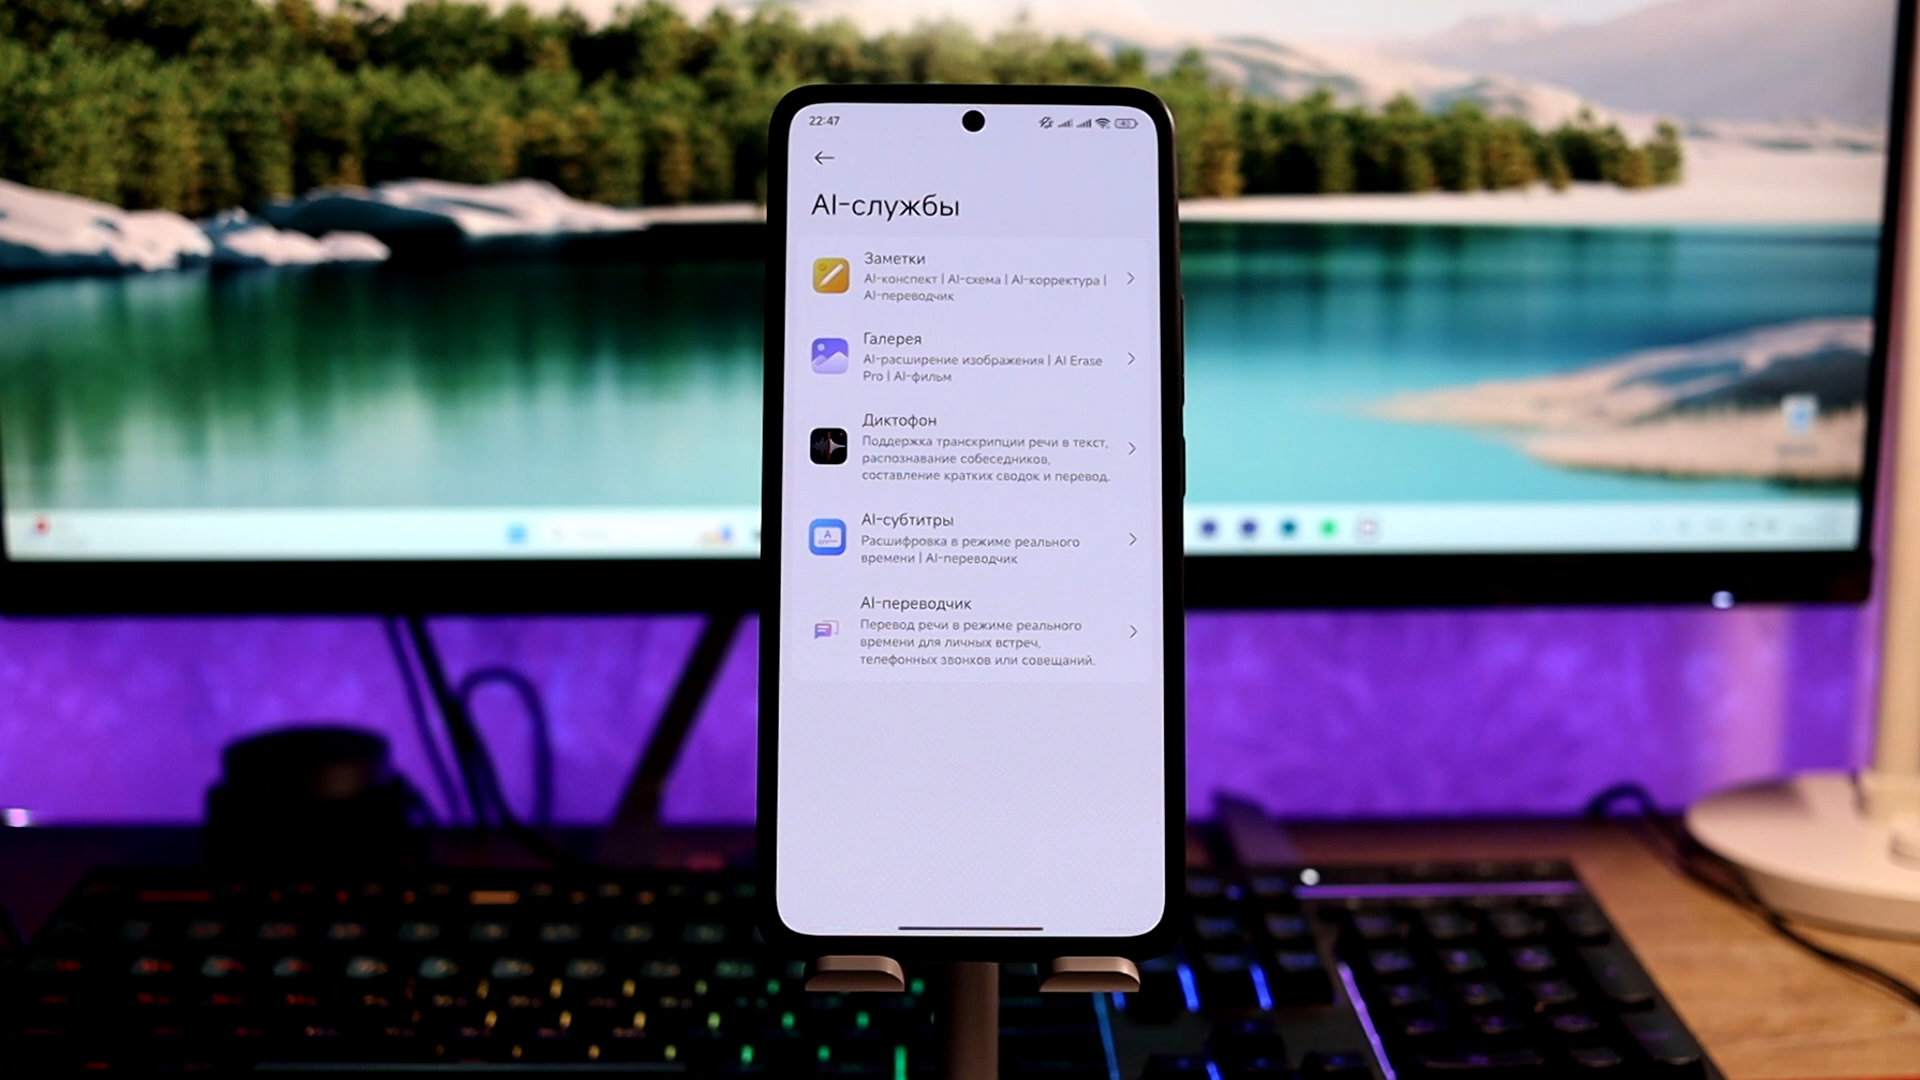 22:47
AI-службы
Заметки
AI-конспект | AI-схема | AI-корректура |
AI-переводчик
Галерея
AI-расширение изображения | AI Erase
Pro | AI-фильм
Диктофон
Поддержка транскрипции речи в текст,
распознавание собеседников,
составление кратких сводок и перевод.
AI-субтитры
Расшифровка в режиме реального
времени | AI-переводчик
AI-переводчик
Перевод речи в режиме реального
времени для личных встреч,
телефонных звонков или совещаний.